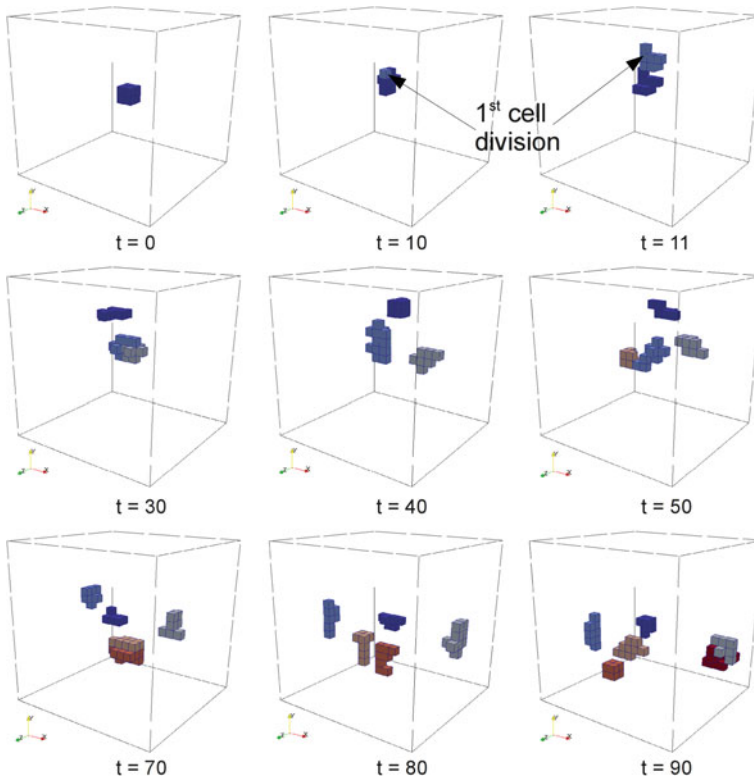 1st cell
division
t = 0
t = 10
t = 11
t = 30
t = 40
t = 50
t = 70
t = 80
t = 90